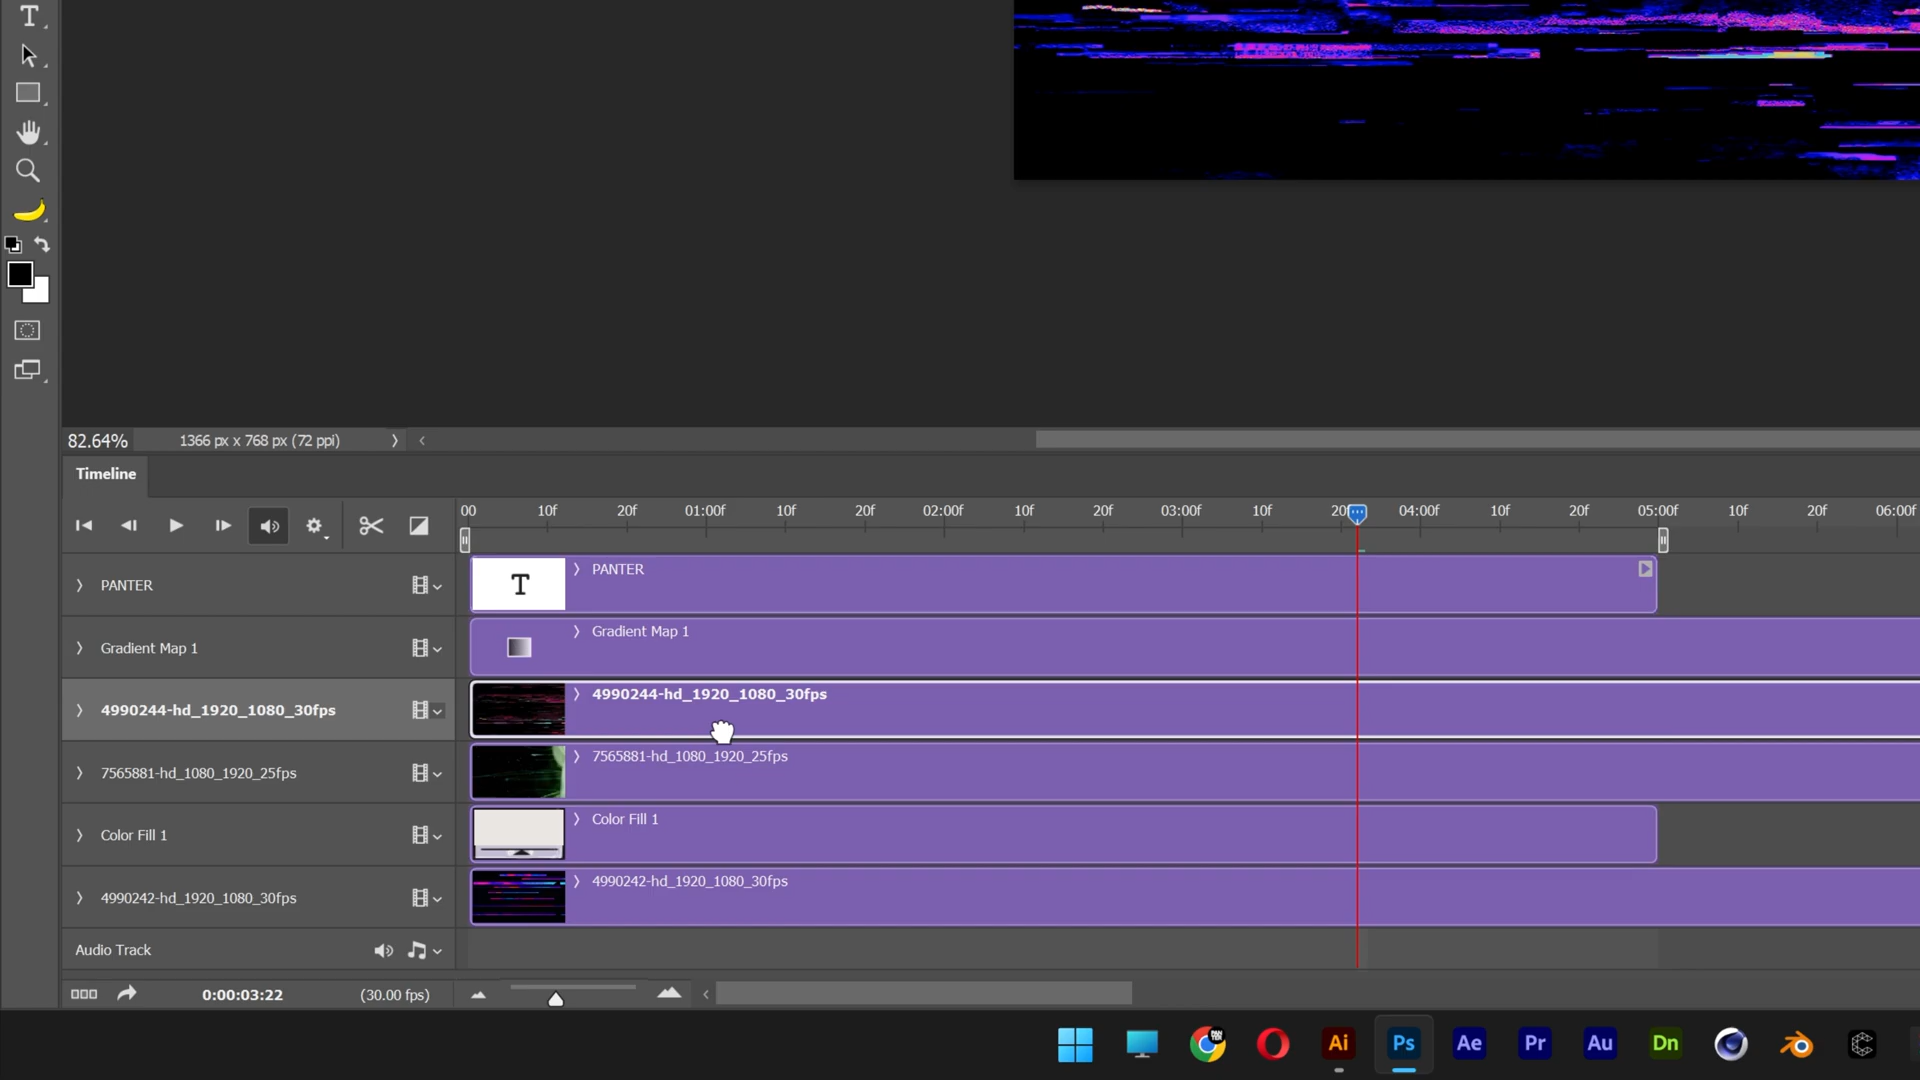 T
82.64%
1366 px x 768 px (72 ppi)
Timeline
00 10f 20f 01:00f 10f 20f 02:00f 10f 20f 03:00f 10f 20f 04:00f 10f 20f 05:00f 10f 20f 06:00f
PANTER
T
PANTER
Gradient Map 1
Gradient Map 1
4990244-hd_1920_1080_30fps
4990244-hd_1920_1080_30fps
7565881-hd_1080_1920_25fps
7565881-hd_1080_1920_25fps
Color Fill 1
Color Fill 1
4990242-hd_1920_1080_30fps
4990242-hd_1920_1080_30fps
Audio Track
0:00:03:22
(30.00 fps)
Ai Ps Ae Pr Au Dn